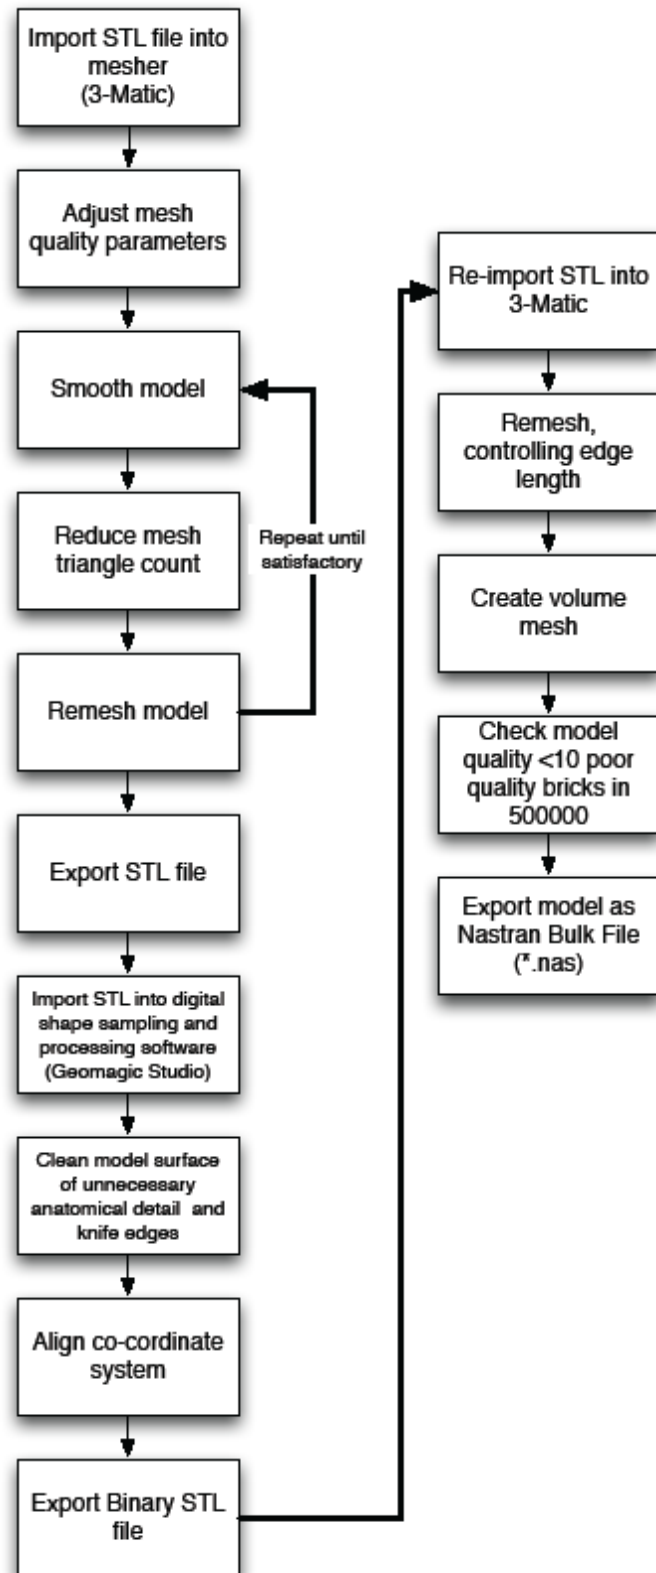 Import STL file into
mesher
(3-Matic)
Adjust mesh
quality parameters
Smooth model
Reduce mesh
triangle count
Repeat until
satisfactory
Remesh model
Export STL file
Import STL into digital
shape sampling and
processing software
(Geomagic Studio)
Clean model surface
of unnecessary
anatomical detail and
knife edges
Align co-cordinate
system
Export Binary STL
file
Re-import STL into
3-Matic
Remesh,
controlling edge
length
Create volume
mesh
Check model
quality <10 poor
quality bricks in
500000
Export model as
Nastran Bulk File
(*.nas)